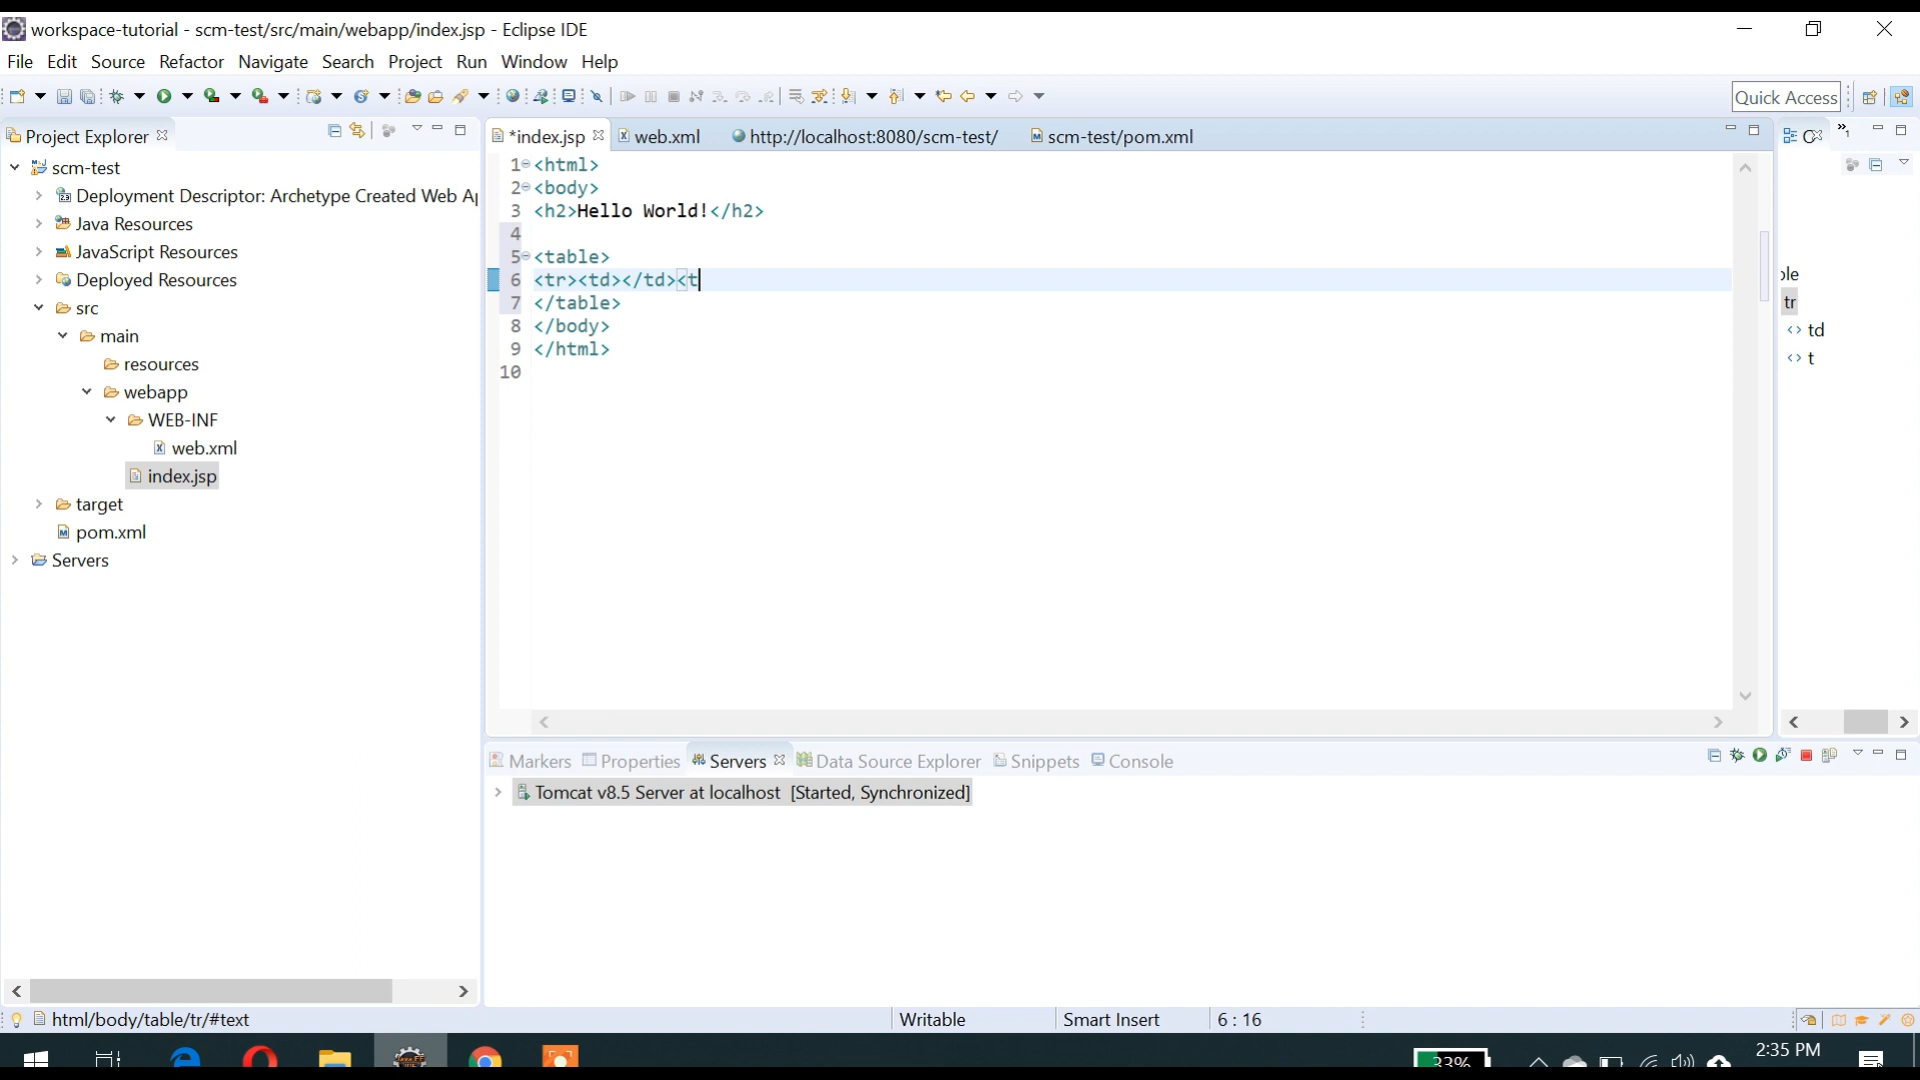 workspace-tutorial - scm-test/src/main/webapp/index.jsp - Eclipse IDE
File Edit Source Refactor Navigate Search Project Run Window Help
Quick Access
Project Explorer
*index.jsp web.xml http://localhost:8080/scm-test/ scm-test/pom.xml
scm-test
Deployment Descriptor: Archetype Created Web Ap
Java Resources
JavaScript Resources
Deployed Resources
src
main
resources
webapp
WEB-INF
web.xml
index.jsp
target
pom.xml
Servers
1 <html>
2 <body>
3 <h2>Hello World!</h2>
4
5 <table>
6 <tr><td></td><t
7 </table>
8 </body>
9 </html>
10
ble
tr
<> td
<> t
Markers Properties Servers Data Source Explorer Snippets Console
Tomcat v8.5 Server at localhost [Started, Synchronized]
html/body/table/tr/#text Writable Smart Insert 6 : 16
33% 2:35 PM